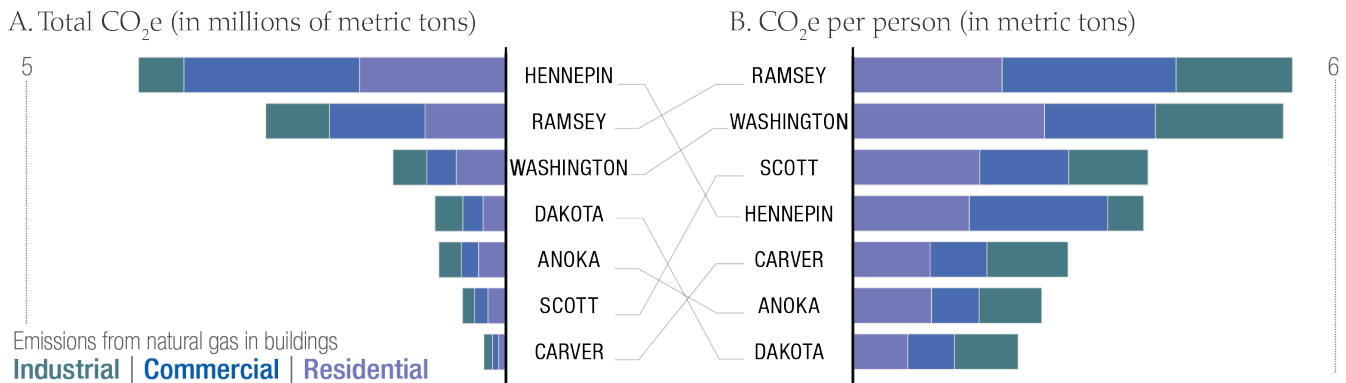 A. Total CO₂e (in millions of metric tons)
B. CO₂e per person (in metric tons)
5
6
HENNEPIN
RAMSEY
WASHINGTON
DAKOTA
ANOKA
SCOTT
CARVER
RAMSEY
WASHINGTON
SCOTT
HENNEPIN
CARVER
ANOKA
DAKOTA
Emissions from natural gas in buildings
Industrial | Commercial | Residential